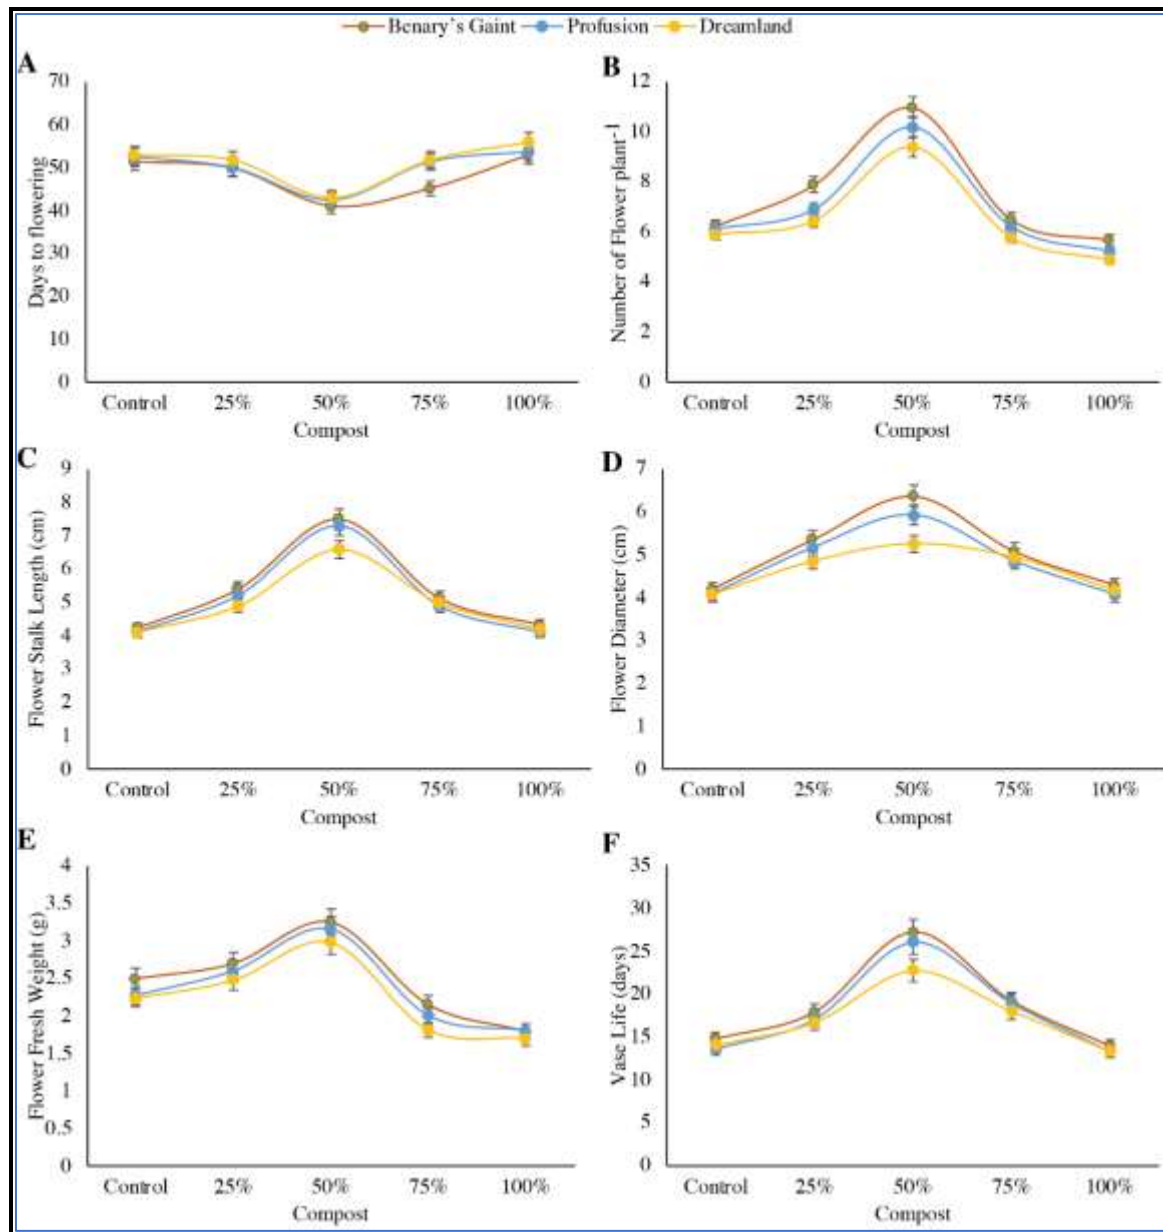 Benary's Gaint Profusion Dreamland
A
70
60
50
40
30
20
10
0
Days to flowering
Control 25% 50% 75% 100%
Compost
B
12
10
8
6
4
2
0
Number of Flower plant-1
Control 25% 50% 75% 100%
Compost
C
9
8
7
6
5
4
3
2
1
0
Flower Stalk Length (cm)
Control 25% 50% 75% 100%
Compost
D
7
6
5
4
3
2
1
0
Flower Diameter (cm)
Control 25% 50% 75% 100%
Compost
E
4
3.5
3
2.5
2
1.5
1
0.5
0
Flower Fresh Weight (g)
Control 25% 50% 75% 100%
Compost
F
35
30
25
20
15
10
5
0
Vase Life (days)
Control 25% 50% 75% 100%
Compost